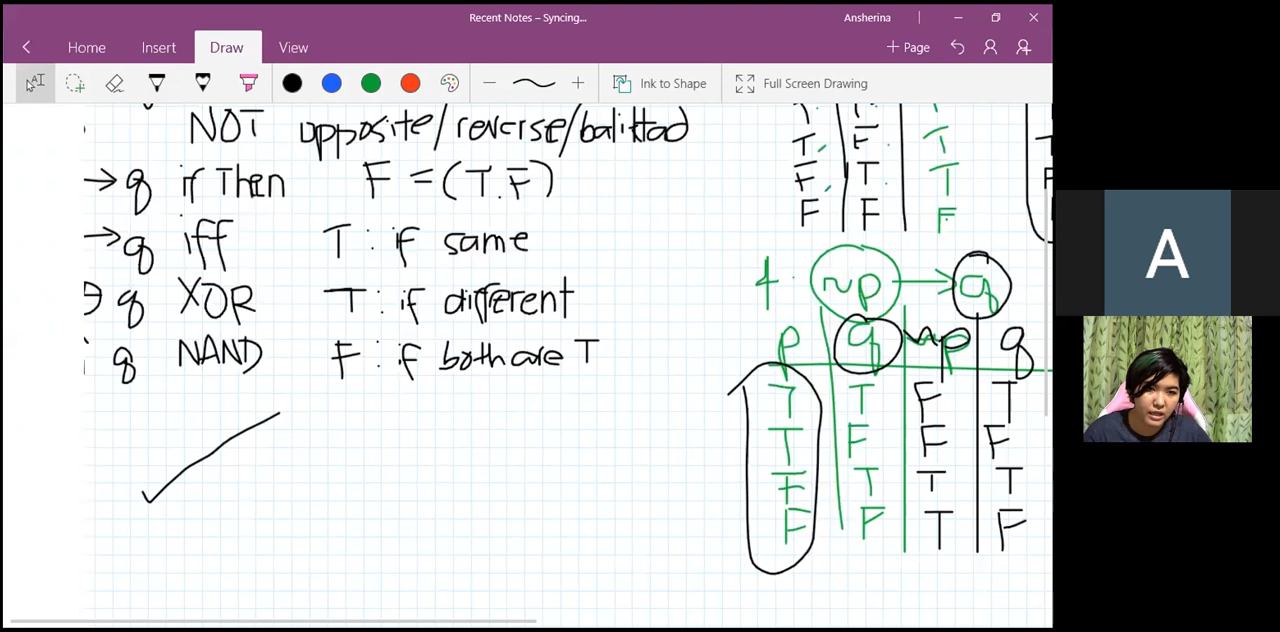 Recent Notes – Syncing...
Ansherina
Home Insert Draw View
Page
Ink to Shape
Full Screen Drawing
NOT opposite/reverse/baliktad
→ q if Then F = (T.F)
→ q iff T : if same
q XOR T : if different
q NAND F : if both are T
T F T
F T T
F F F
4. ~p → q
p q ~p q
T T F T
T F F F
F T T T
F F T F
A